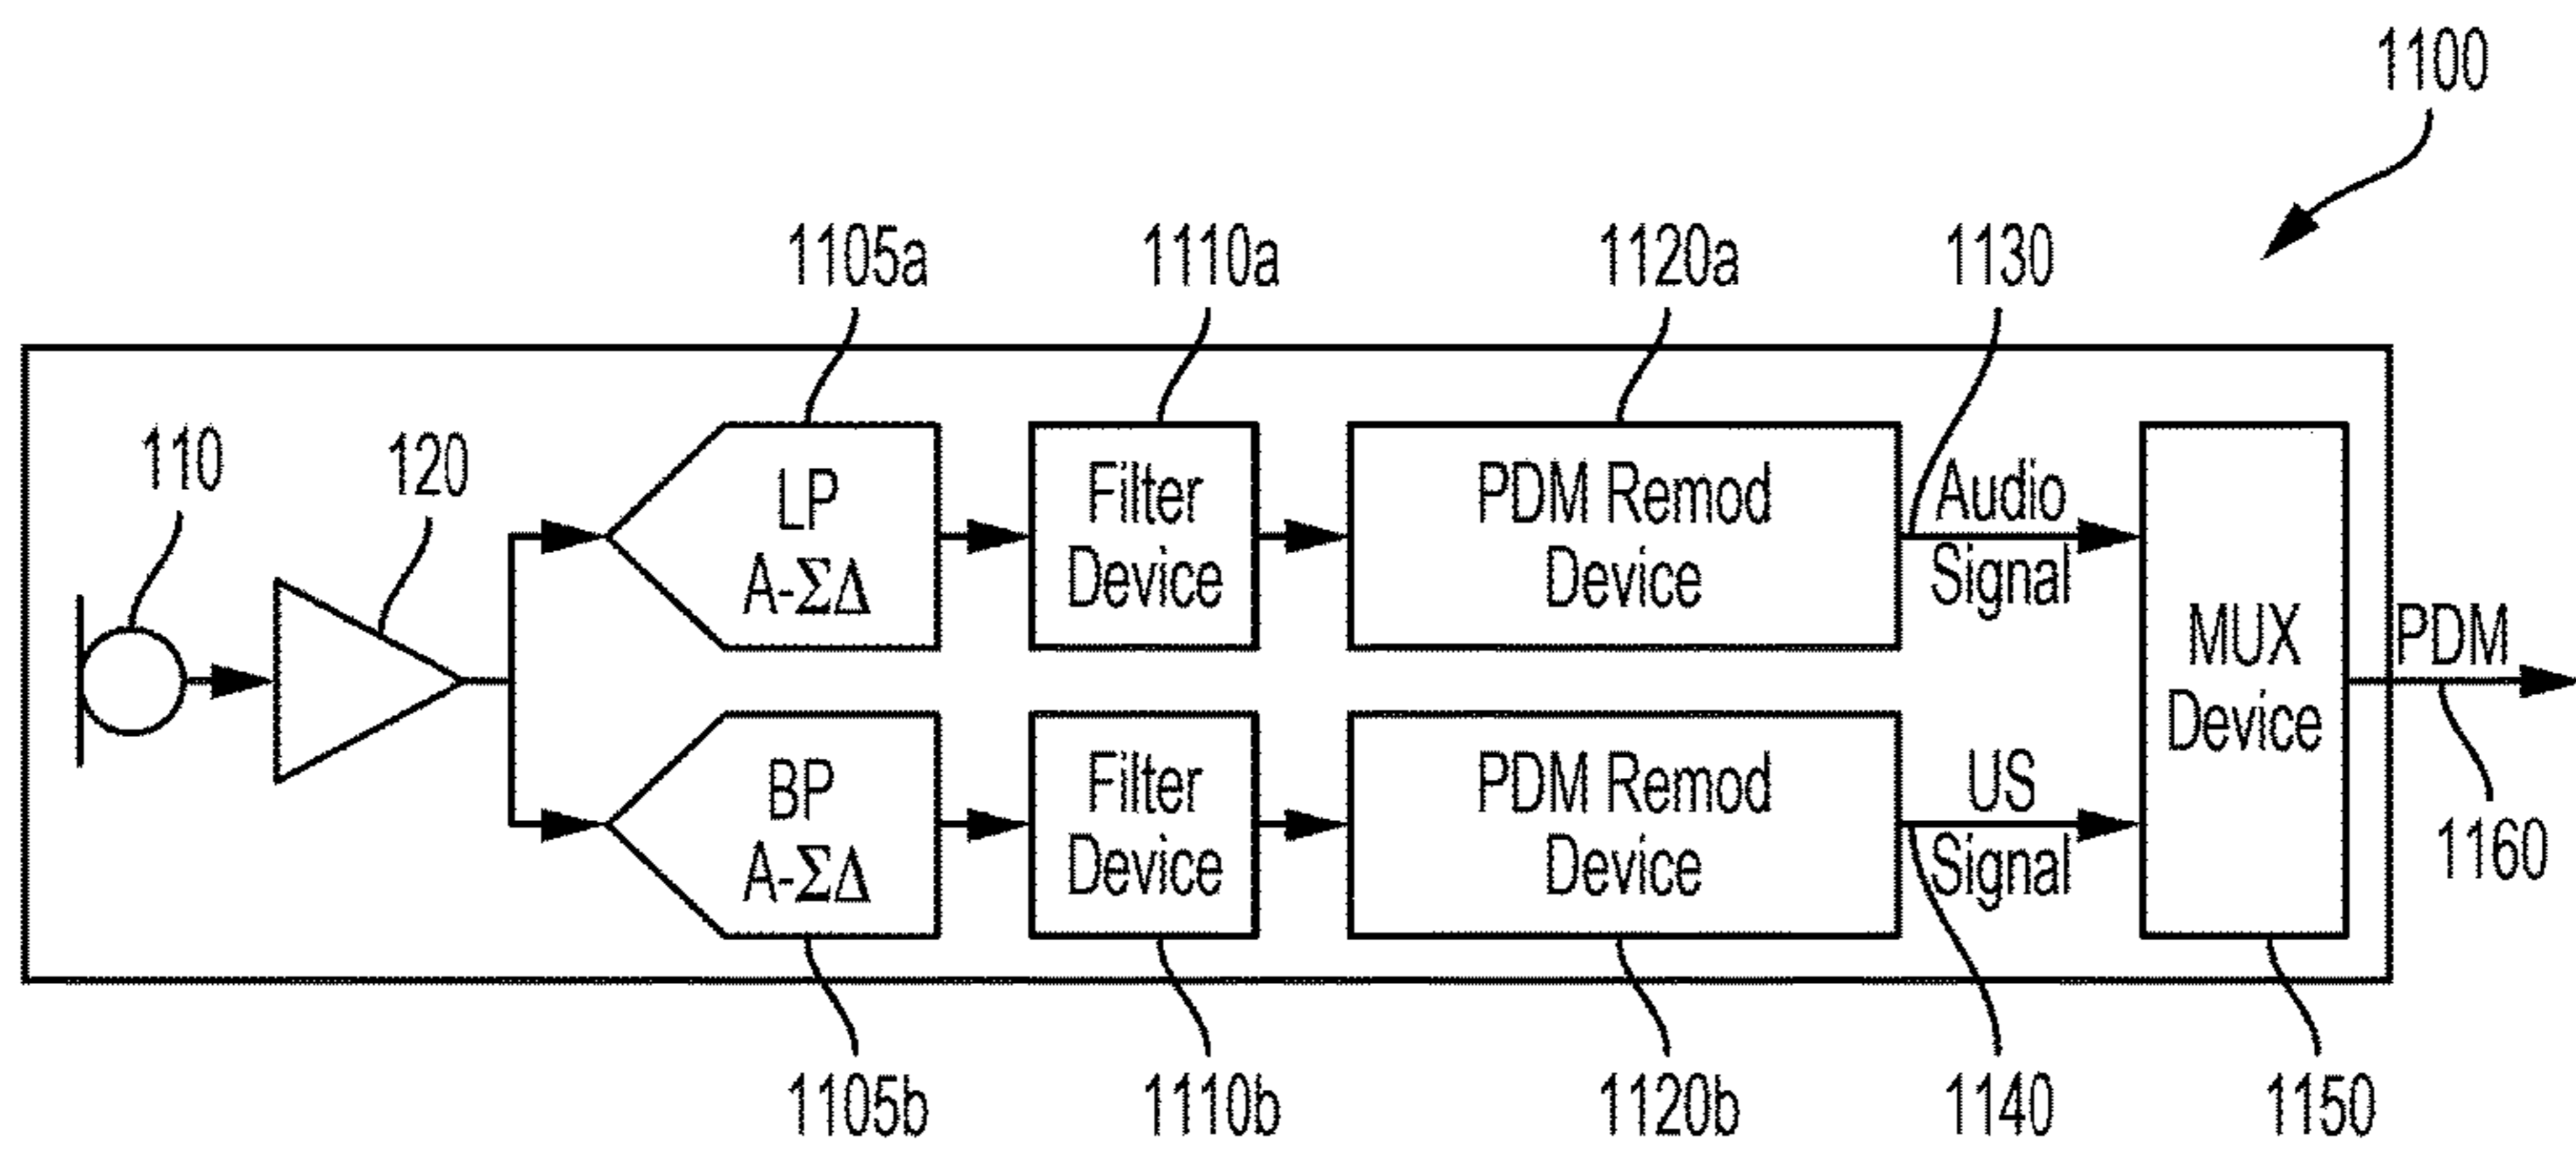 1100
1105a
1110a
1120a
1130
110
120
LP
A-ΣΔ
Filter
Device
PDM Remod
Device
Audio
Signal
MUX
Device
PDM
BP
A-ΣΔ
Filter
Device
PDM Remod
Device
US
Signal
1160
1105b
1110b
1120b
1140
1150